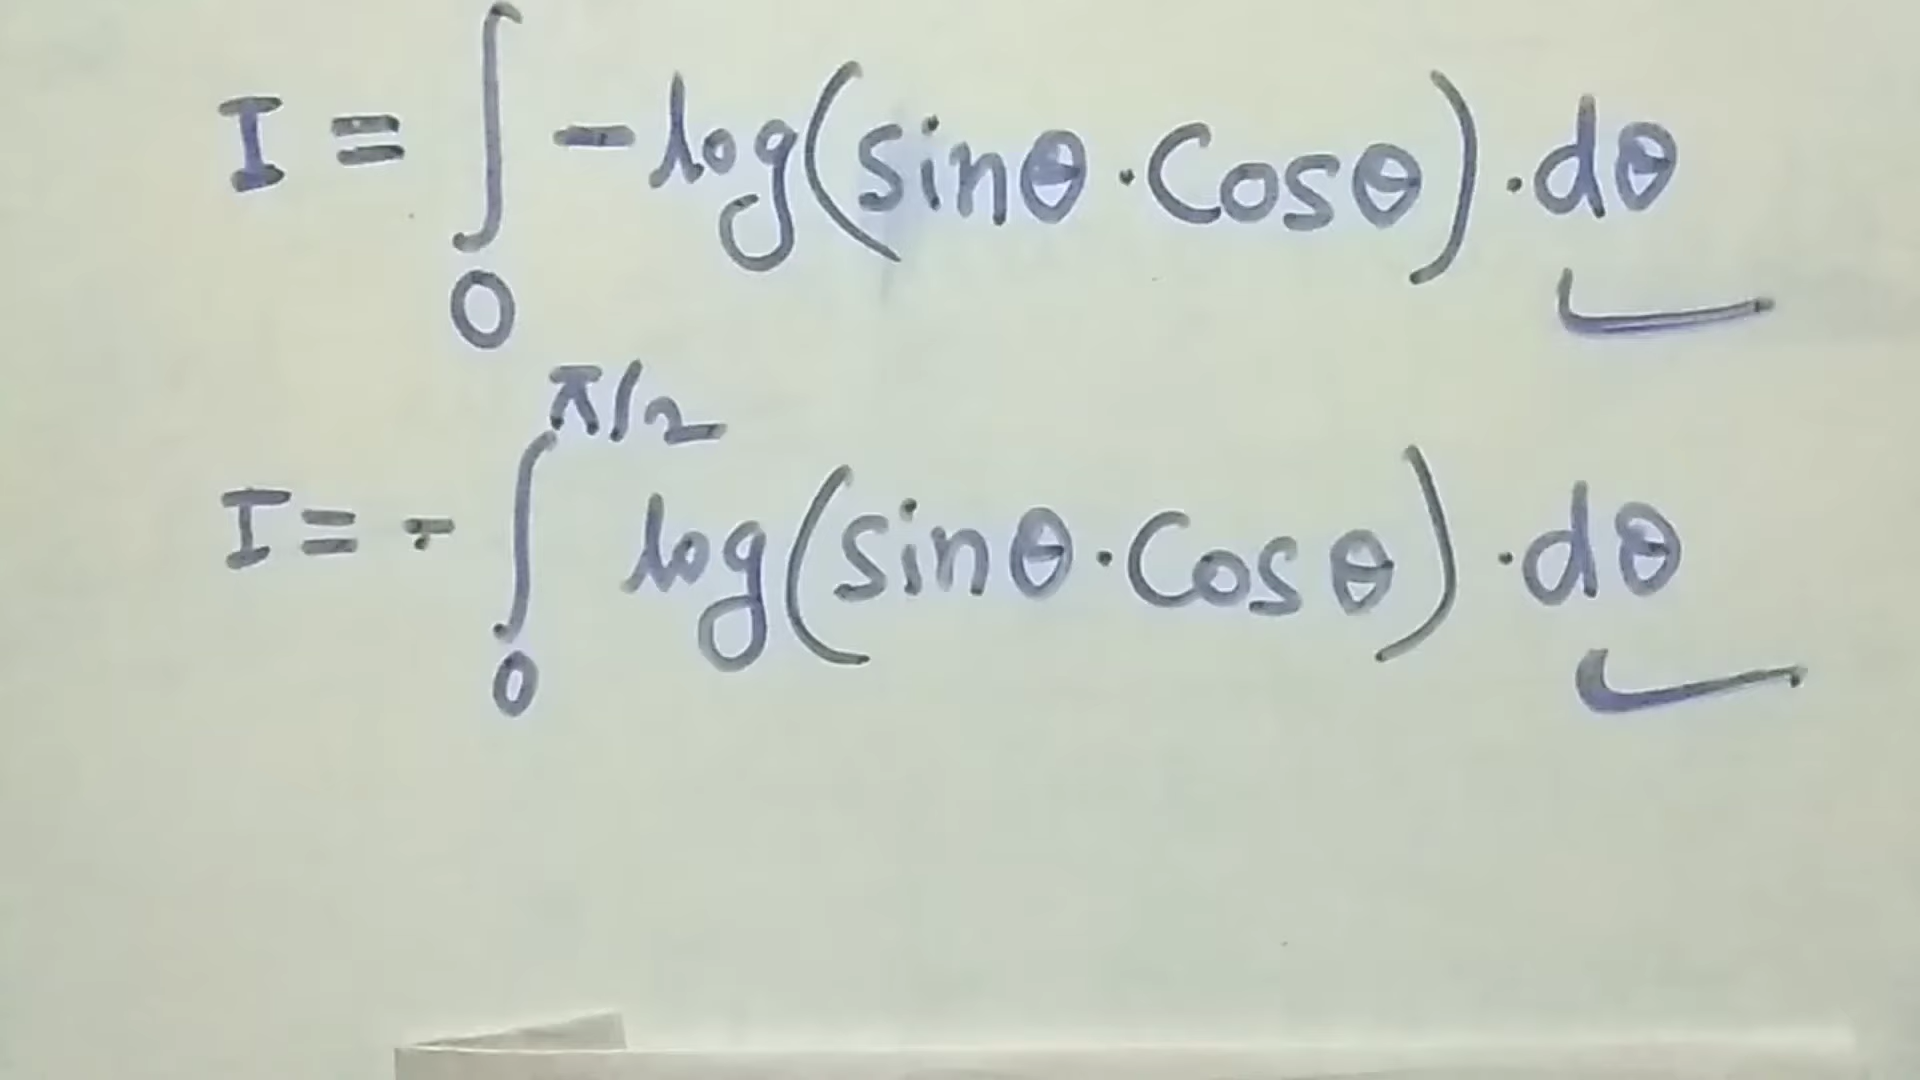 I = ∫₀ -log(sinθ · Cosθ) · dθ
I = - ∫₀^π/2 log(sinθ · Cosθ) · dθ